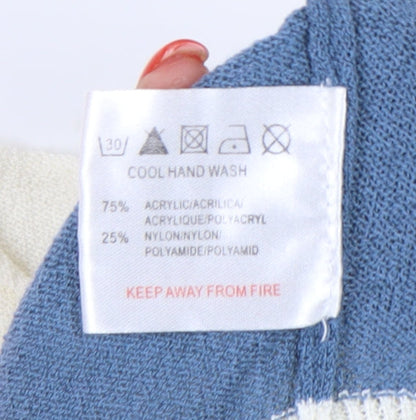 30
COOL HAND WASH
75% ACRYLIC/ACRILICA/
ACRYLIQUE/POLYACRYL
25% NYLON/NYLON/
POLYAMIDE/POLYAMID
KEEP AWAY FROM FIRE